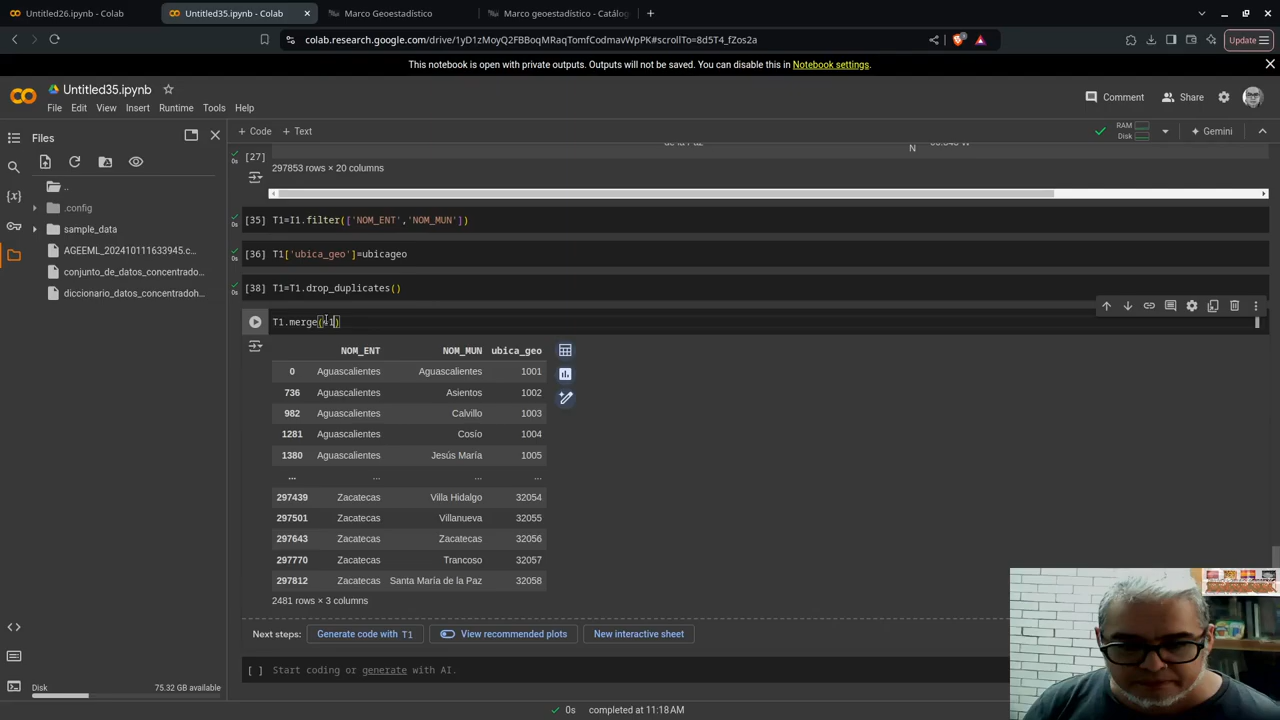 Untitled26.ipynb - Colab
Untitled35.ipynb - Colab
Marco Geoestadístico
Marco geoestadístico - Catálog
colab.research.google.com/drive/1yD1zMoyQ2FBBoqMRaqTomfCodmavWpPK#scrollTo=8d5T4_fZos2a
Update
This notebook is open with private outputs. Outputs will not be saved. You can disable this in Notebook settings.
Untitled35.ipynb
File Edit View Insert Runtime Tools Help
Comment
Share
+ Code + Text
RAM
Disk
Gemini
Files
..
.config
sample_data
AGEEML_202410111633945.c...
conjunto_de_datos_concentrado...
diccionario_datos_concentradoh...
Disk
75.32 GB available
[27]
0s
de la Paz
N
297853 rows × 20 columns
[35] T1=I1.filter(['NOM_ENT','NOM_MUN'])
0s
[36] T1['ubica_geo']=ubicageo
0s
[38] T1=T1.drop_duplicates()
0s
NOM_ENT NOM_MUN ubica_geo
0 Aguascalientes Aguascalientes 1001
736 Aguascalientes Asientos 1002
982 Aguascalientes Calvillo 1003
1281 Aguascalientes Cosío 1004
1380 Aguascalientes Jesús María 1005
... ... ... ...
297439 Zacatecas Villa Hidalgo 32054
297501 Zacatecas Villanueva 32055
297643 Zacatecas Zacatecas 32056
297770 Zacatecas Trancoso 32057
297812 Zacatecas Santa María de la Paz 32058
2481 rows × 3 columns
Next steps: Generate code with T1 View recommended plots New interactive sheet
[ ] Start coding or generate with AI.
0s completed at 11:18 AM